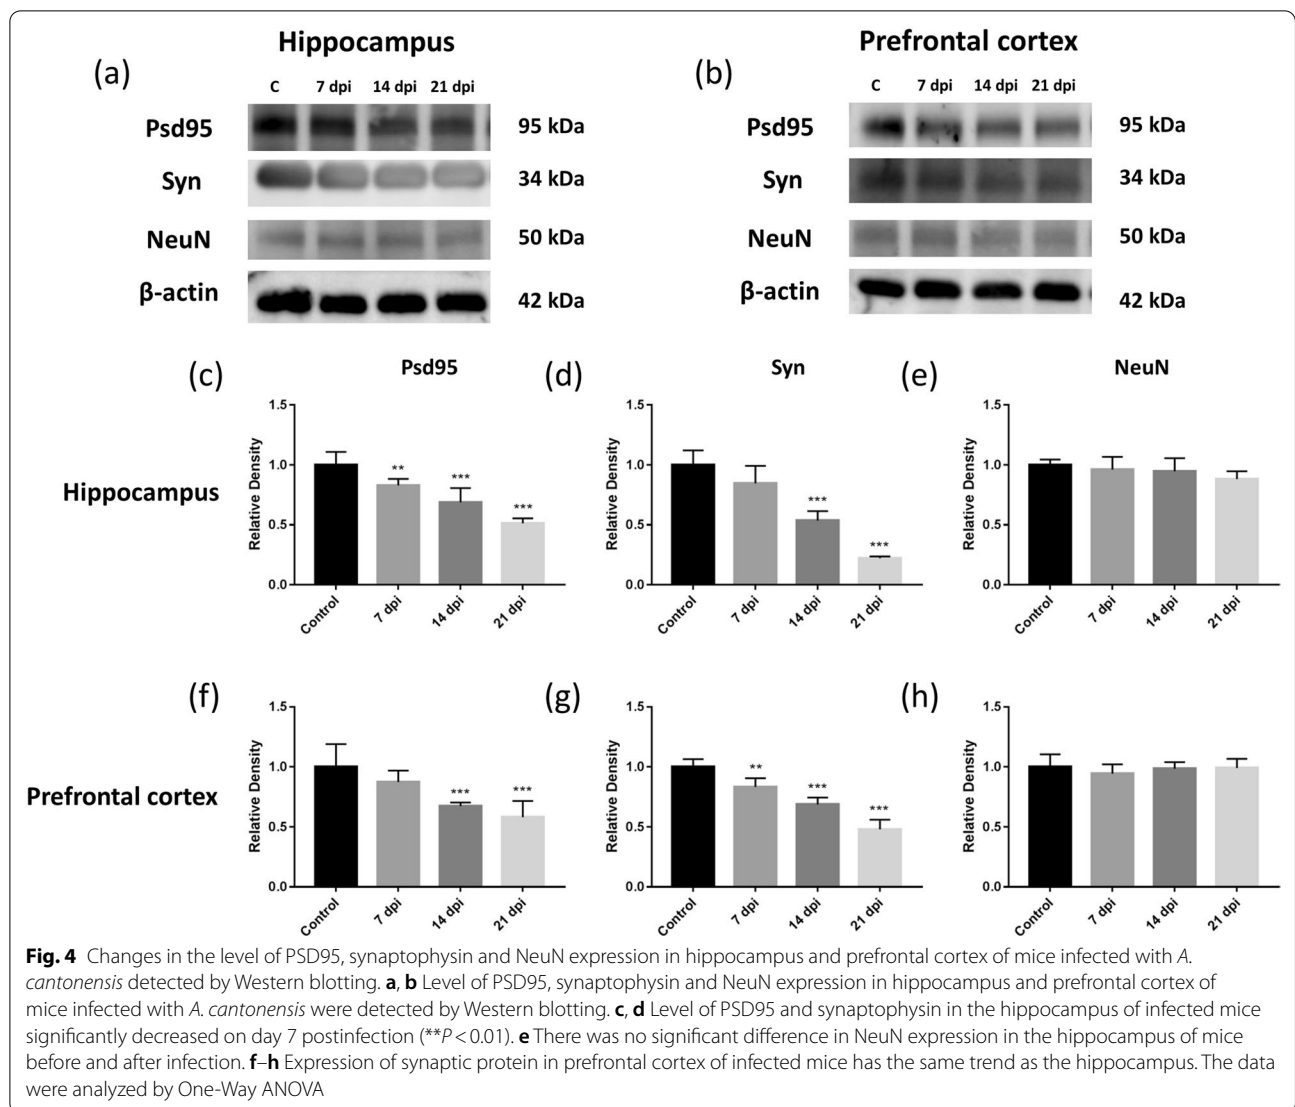 Hippocampus
Prefrontal cortex
(a)
C 7 dpi 14 dpi 21 dpi
Psd95 95 kDa
Syn 34 kDa
NeuN 50 kDa
β-actin 42 kDa
(b)
C 7 dpi 14 dpi 21 dpi
Psd95 95 kDa
Syn 34 kDa
NeuN 50 kDa
β-actin 42 kDa
Hippocampus
(c) Psd95
Relative Density
1.5
1.0
0.5
0.0
** *** ***
Control 7 dpi 14 dpi 21 dpi
(d) Syn
Relative Density
1.5
1.0
0.5
0.0
*** ***
Control 7 dpi 14 dpi 21 dpi
(e) NeuN
Relative Density
1.5
1.0
0.5
0.0
Control 7 dpi 14 dpi 21 dpi
Prefrontal cortex
(f)
Relative Density
1.5
1.0
0.5
0.0
*** ***
Control 7 dpi 14 dpi 21 dpi
(g)
Relative Density
1.5
1.0
0.5
0.0
** *** ***
Control 7 dpi 14 dpi 21 dpi
(h)
Relative Density
1.5
1.0
0.5
0.0
Control 7 dpi 14 dpi 21 dpi
Fig. 4 Changes in the level of PSD95, synaptophysin and NeuN expression in hippocampus and prefrontal cortex of mice infected with A.
cantonensis detected by Western blotting. a, b Level of PSD95, synaptophysin and NeuN expression in hippocampus and prefrontal cortex of
mice infected with A. cantonensis were detected by Western blotting. c, d Level of PSD95 and synaptophysin in the hippocampus of infected mice
significantly decreased on day 7 postinfection (**P < 0.01). e There was no significant difference in NeuN expression in the hippocampus of mice
before and after infection. f–h Expression of synaptic protein in prefrontal cortex of infected mice has the same trend as the hippocampus. The data
were analyzed by One-Way ANOVA